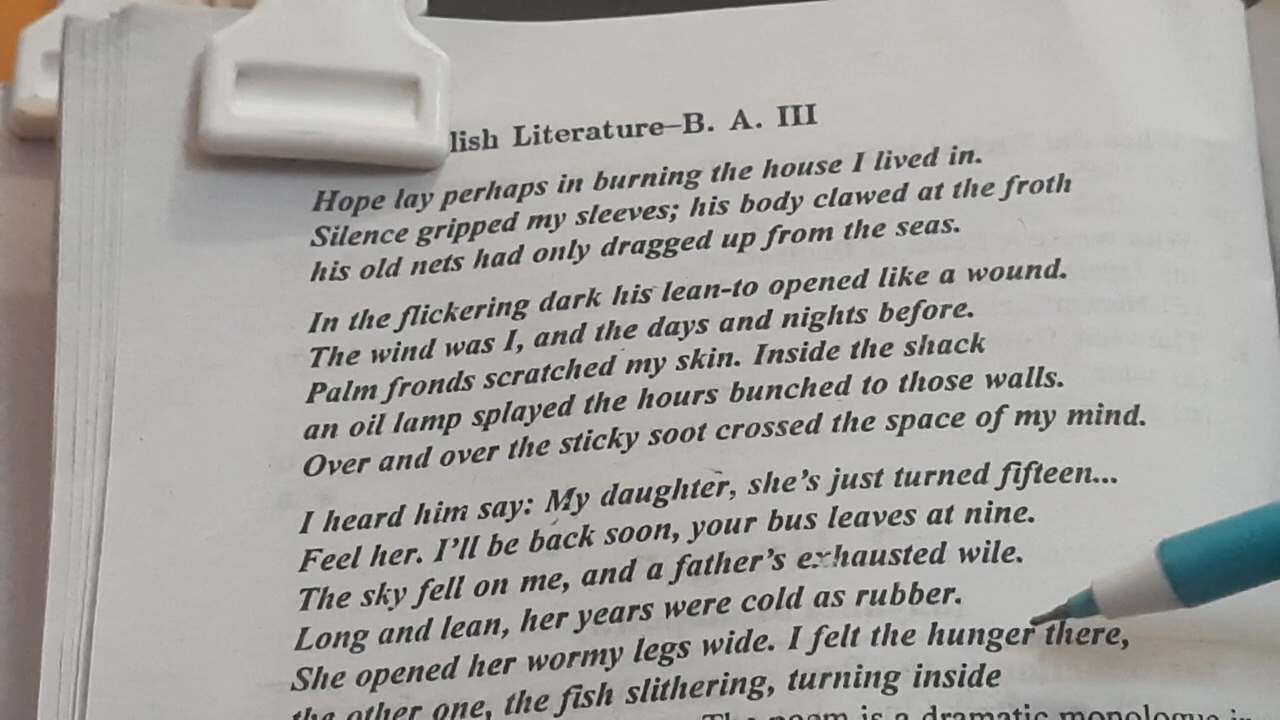 lish Literature–B. A. III
Hope lay perhaps in burning the house I lived in.
Silence gripped my sleeves; his body clawed at the froth
his old nets had only dragged up from the seas.
In the flickering dark his lean-to opened like a wound.
The wind was I, and the days and nights before.
Palm fronds scratched my skin. Inside the shack
an oil lamp splayed the hours bunched to those walls.
Over and over the sticky soot crossed the space of my mind.
I heard him say: My daughter, she's just turned fifteen...
Feel her. I'll be back soon, your bus leaves at nine.
The sky fell on me, and a father's exhausted wile.
Long and lean, her years were cold as rubber.
She opened her wormy legs wide. I felt the hunger there,
the other one, the fish slithering, turning inside
The poem is a dramatic monologue